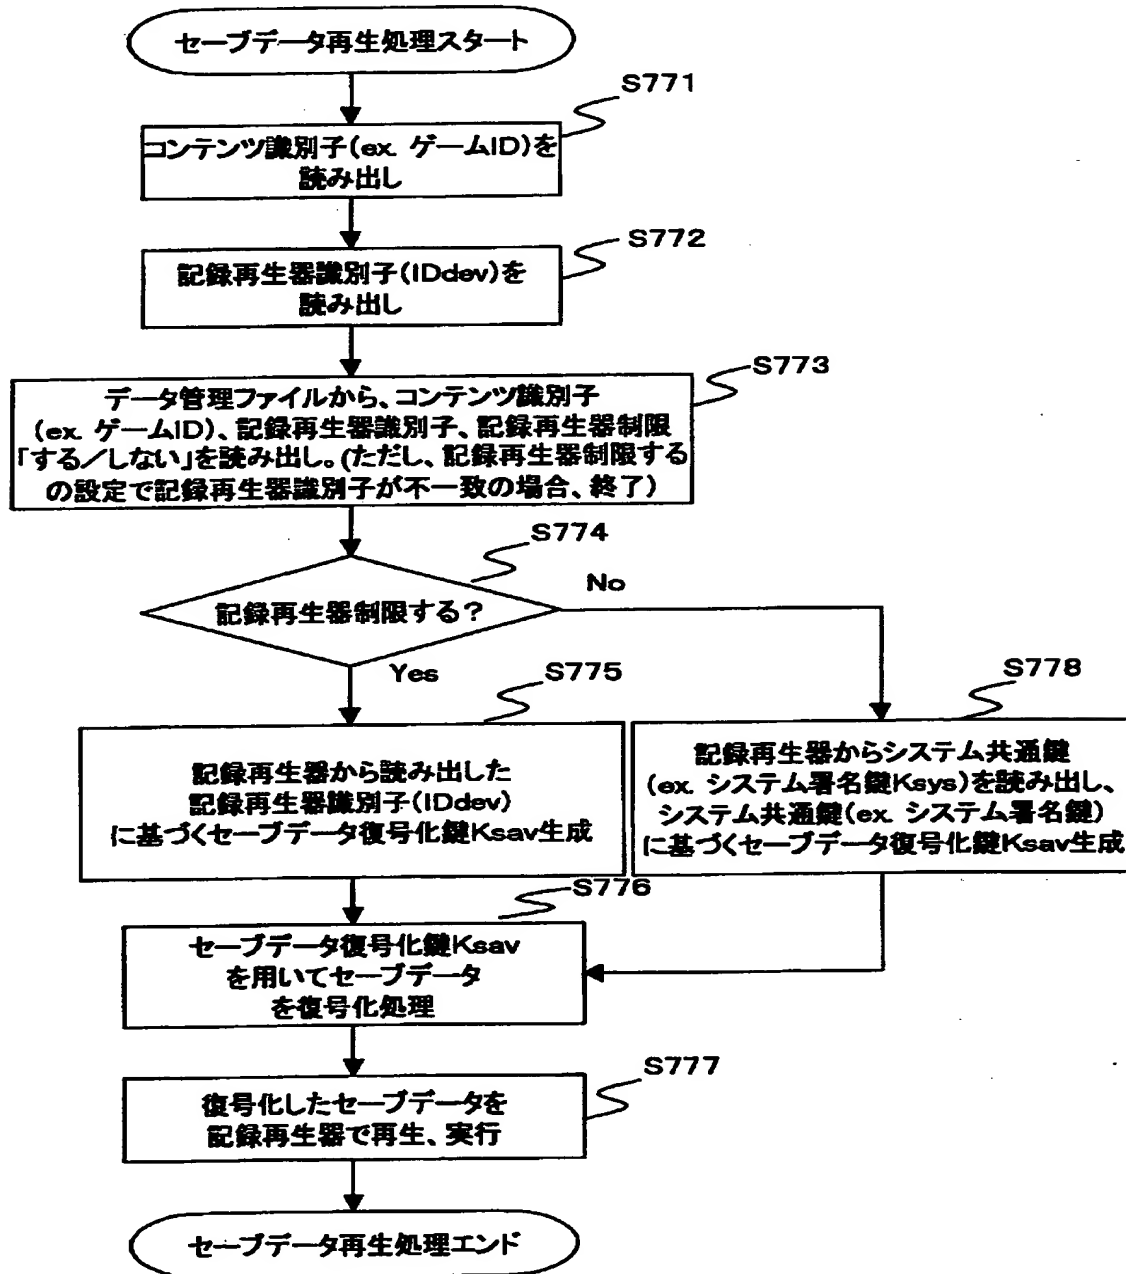 セーブデータ再生処理スタート
S771
コンテンツ識別子(ex. ゲームID)を
読み出し
S772
記録再生器識別子(IDdev)を
読み出し
S773
データ管理ファイルから、コンテンツ識別子
(ex. ゲームID)、記録再生器識別子、記録再生器制限
「する／しない」を読み出し。(ただし、記録再生器制限する
の設定で記録再生器識別子が不一致の場合、終了)
S774
記録再生器制限する?
No
Yes
S775
記録再生器から読み出した
記録再生器識別子(IDdev)
に基づくセーブデータ復号化鍵Ksav生成
S778
記録再生器からシステム共通鍵
(ex. システム署名鍵Ksys)を読み出し、
システム共通鍵(ex. システム署名鍵)
に基づくセーブデータ復号化鍵Ksav生成
S776
セーブデータ復号化鍵Ksav
を用いてセーブデータ
を復号化処理
S777
復号化したセーブデータを
記録再生器で再生、実行
セーブデータ再生処理エンド